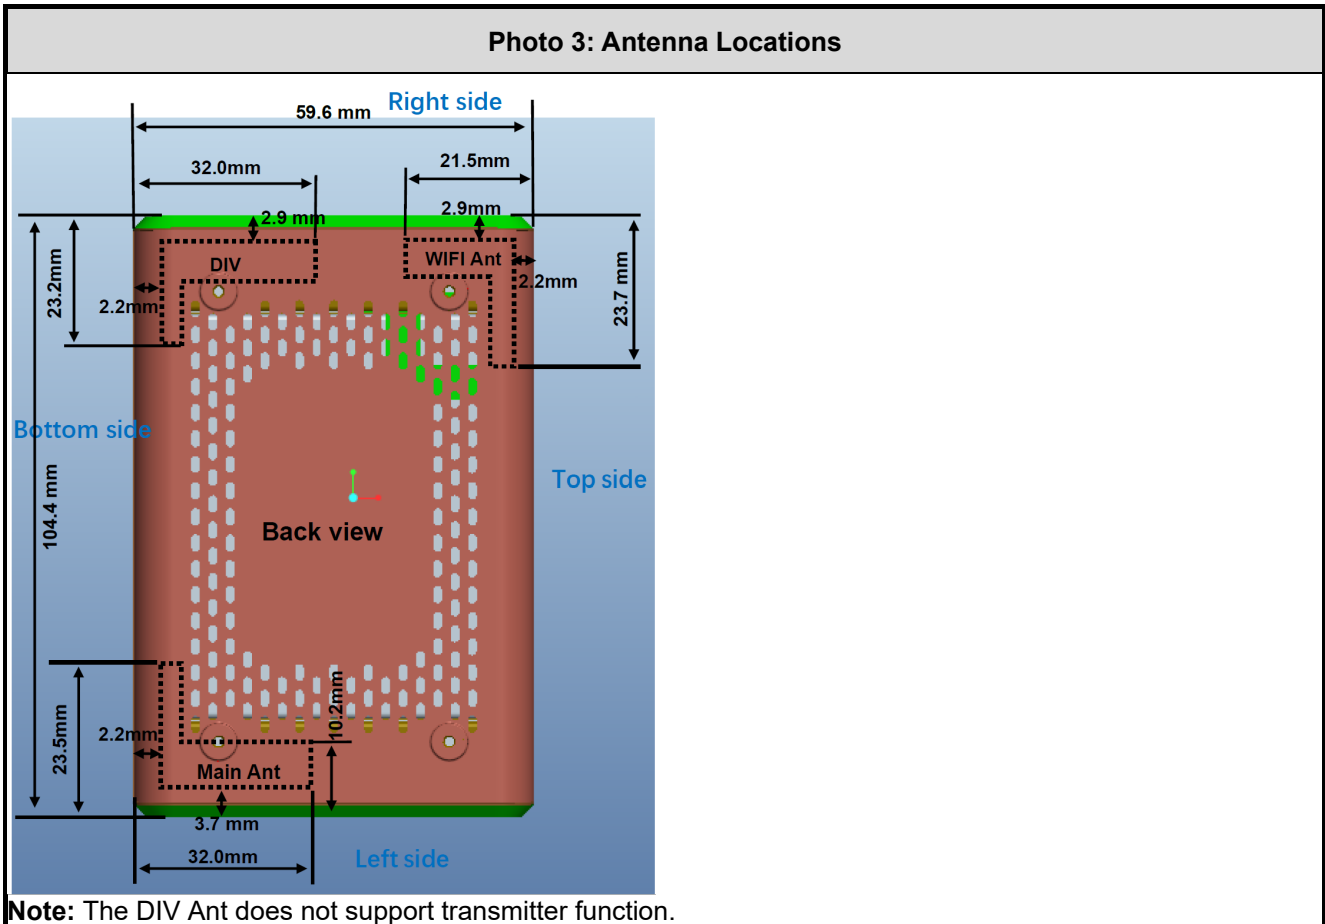 Photo 3: Antenna Locations
Right side
59.6 mm
32.0mm
21.5mm
2.9 mm
2.9mm
DIV
WIFI Ant
23.2mm
2.2mm
2.2mm
23.7 mm
Bottom side
Top side
104.4 mm
Back view
10.2mm
23.5mm
2.2mm
Main Ant
3.7 mm
32.0mm
Left side
Note: The DIV Ant does not support transmitter function.